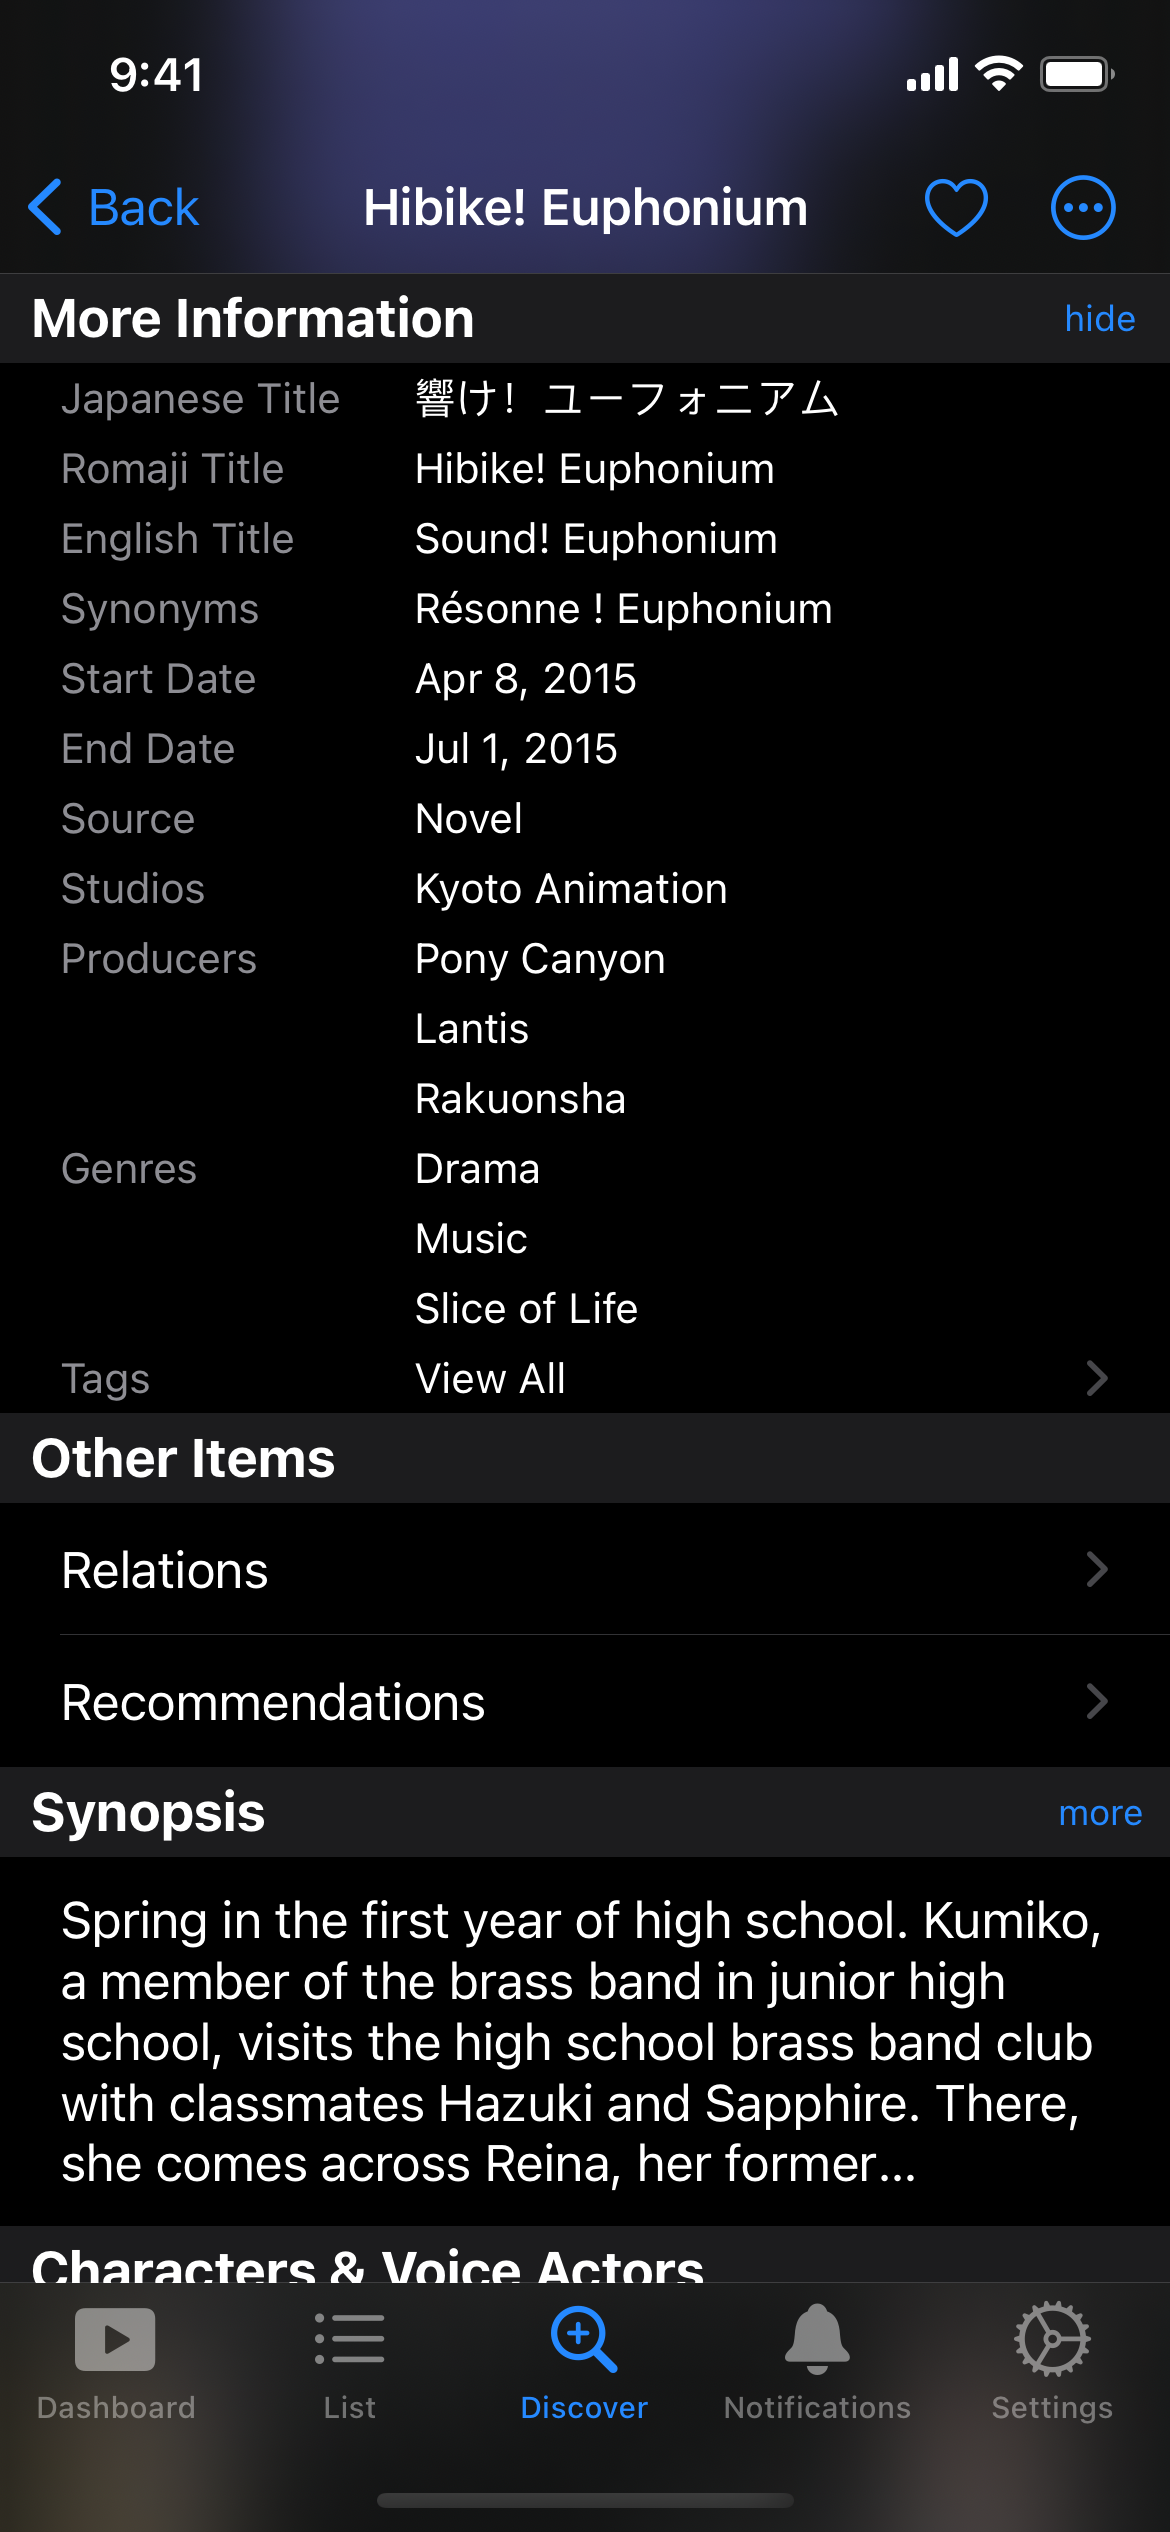 9:41
Back
Hibike! Euphonium
More Information
hide
Japanese Title 響け！ユーフォニアム
Romaji Title Hibike! Euphonium
English Title Sound! Euphonium
Synonyms Résonne ! Euphonium
Start Date Apr 8, 2015
End Date Jul 1, 2015
Source Novel
Studios Kyoto Animation
Producers Pony Canyon
Lantis
Rakuonsha
Genres Drama
Music
Slice of Life
Tags View All
Other Items
Relations
Recommendations
Synopsis
more
Spring in the first year of high school. Kumiko,
a member of the brass band in junior high
school, visits the high school brass band club
with classmates Hazuki and Sapphire. There,
she comes across Reina, her former...
Characters & Voice Actors
Dashboard
List
Discover
Notifications
Settings